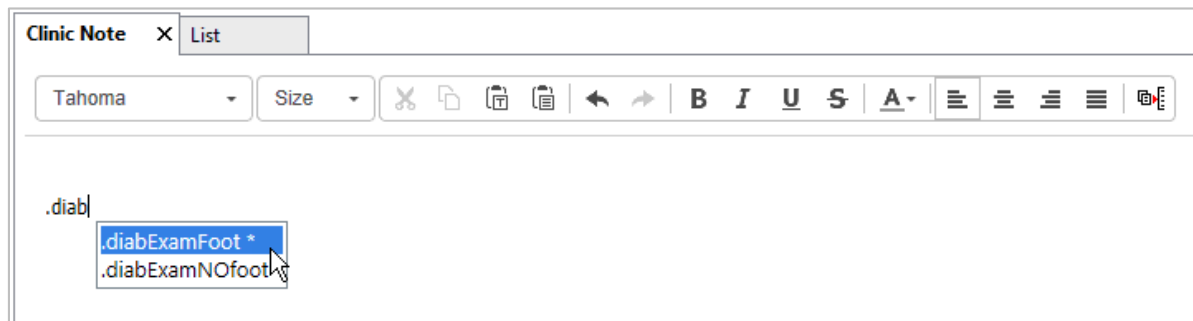 Clinic Note X List
Tahoma Size T B I U S A
.diab
.diabExamFoot *
.diabExamNOfoot